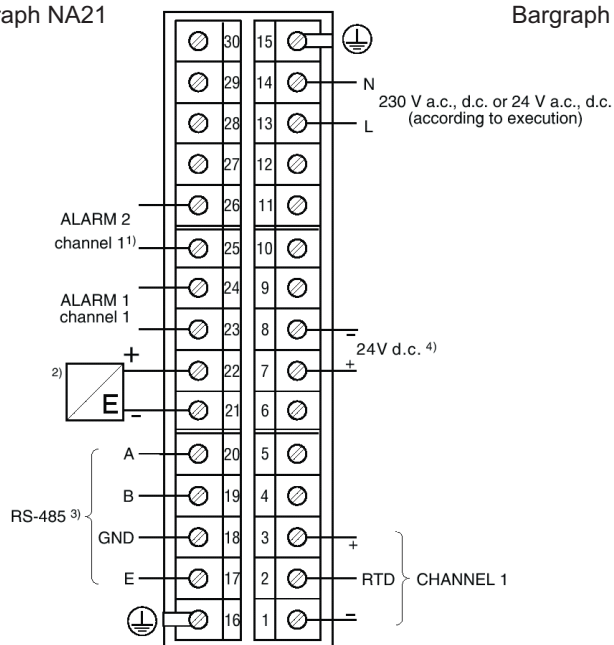 raph NA21
Bargraph
30 15
29 14 N
28 13 L
230 V a.c., d.c. or 24 V a.c., d.c.
(according to execution)
27 12
26 11
ALARM 2
channel 1 1)
25 10
24 9
ALARM 1
channel 1
23 8 –
24V d.c. 4)
22 7 +
2) E + –
21 6
A 20 5
B 19 4
RS-485 3)
GND 18 3 +
E 17 2 RTD CHANNEL 1
16 1 –